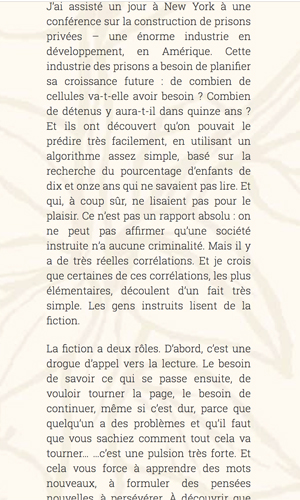 J'ai assisté un jour à New York à une
conférence sur la construction de prisons
privées – une énorme industrie en
développement, en Amérique. Cette
industrie des prisons a besoin de planifier
sa croissance future : de combien de
cellules va-t-elle avoir besoin ? Combien
de détenus y aura-t-il dans quinze ans ?
Et ils ont découvert qu'on pouvait le
prédire très facilement, en utilisant un
algorithme assez simple, basé sur la
recherche du pourcentage d'enfants de
dix et onze ans qui ne savaient pas lire. Et
qui, à coup sûr, ne lisaient pas pour le
plaisir. Ce n'est pas un rapport absolu : on
ne peut pas affirmer qu'une société
instruite n'a aucune criminalité. Mais il y
a de très réelles corrélations. Et je crois
que certaines de ces corrélations, les plus
élémentaires, découlent d'un fait très
simple. Les gens instruits lisent de la
fiction.
La fiction a deux rôles. D'abord, c'est une
drogue d'appel vers la lecture. Le besoin
de savoir ce qui se passe ensuite, de
vouloir tourner la page, le besoin de
continuer, même si c'est dur, parce que
quelqu'un a des problèmes et qu'il faut
que vous sachiez comment tout cela va
tourner… …c'est une pulsion très forte. Et
cela vous force à apprendre des mots
nouveaux, à formuler des pensées
nouvelles, à persévérer. À découvrir que